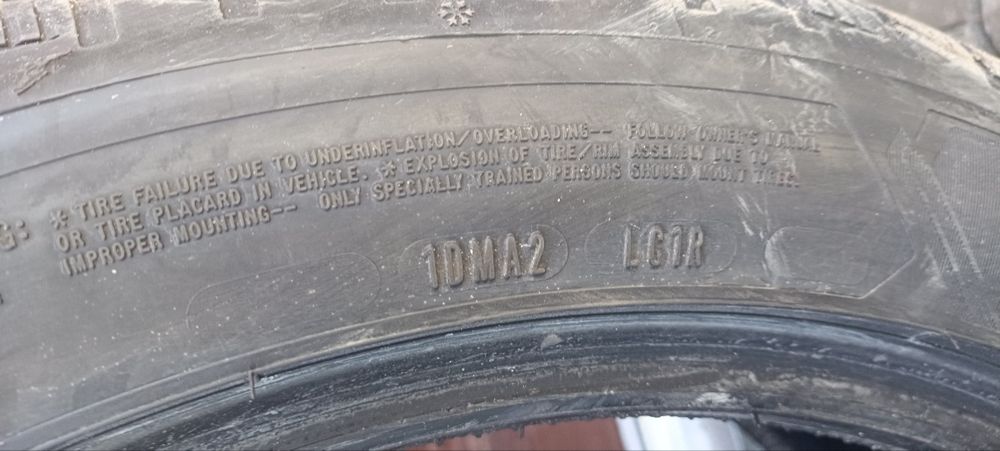 G: * TIRE FAILURE DUE TO UNDERINFLATION/OVERLOADING-- FOLLOW OWNER'S MANUAL
OR TIRE PLACARD IN VEHICLE. * EXPLOSION OF TIRE/RIM ASSEMBLY DUE TO
IMPROPER MOUNTING-- ONLY SPECIALLY TRAINED PERSONS SHOULD MOUNT TIRES.
1DMA2 LG1R